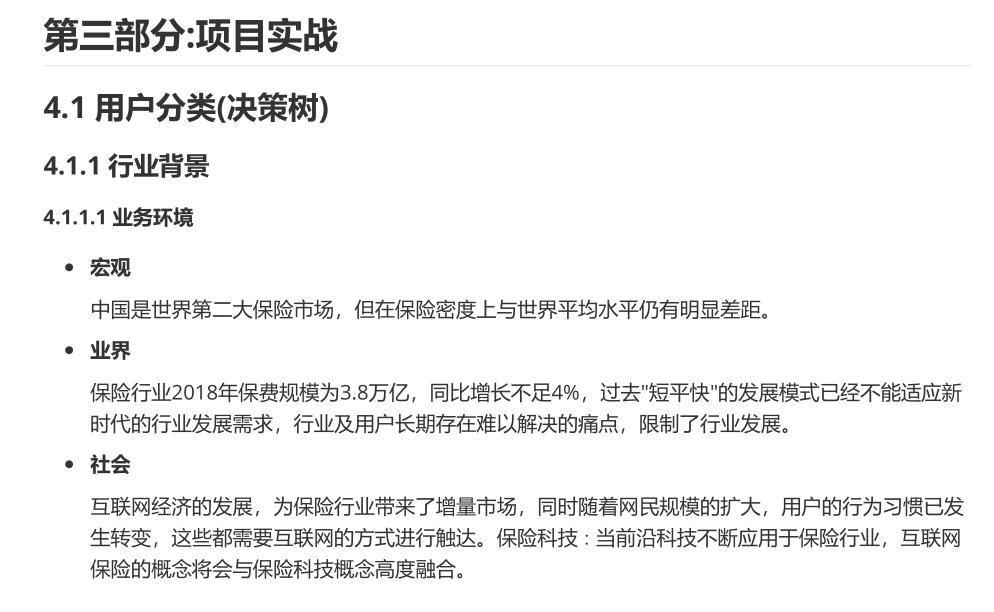 第三部分:项目实战
4.1 用户分类(决策树)
4.1.1 行业背景
4.1.1.1 业务环境
宏观
中国是世界第二大保险市场，但在保险密度上与世界平均水平仍有明显差距。
业界
保险行业2018年保费规模为3.8万亿，同比增长不足4%，过去"短平快"的发展模式已经不能适应新
时代的行业发展需求，行业及用户长期存在难以解决的痛点，限制了行业发展。
社会
互联网经济的发展，为保险行业带来了增量市场，同时随着网民规模的扩大，用户的行为习惯已发
生转变，这些都需要互联网的方式进行触达。保险科技：当前沿科技不断应用于保险行业，互联网
保险的概念将会与保险科技概念高度融合。